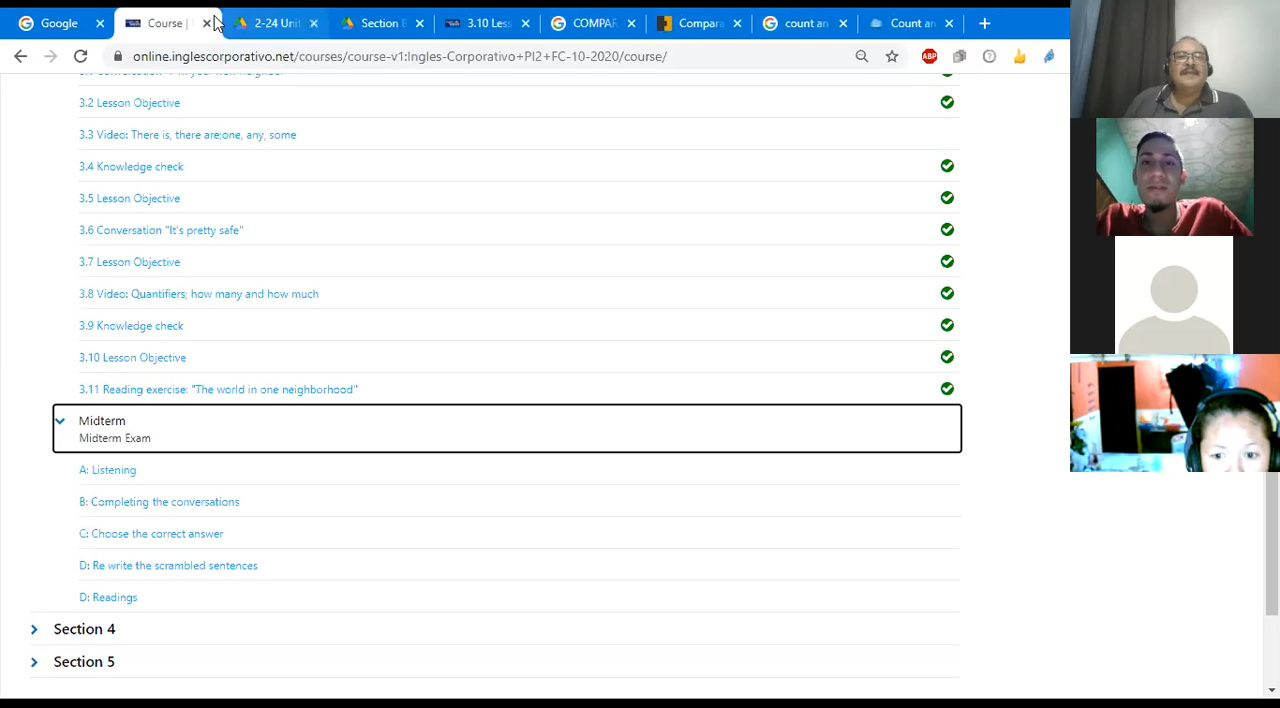 Google
Course |
2-24 Uni
Section
3.10 Less
COMPAR
Compara
count an
Count an
online.inglescorporativo.net/courses/course-v1:Ingles-Corporativo+PI2+FC-10-2020/course/
ABP
3.2 Lesson Objective
3.3 Video: There is, there are;one, any, some
3.4 Knowledge check
3.5 Lesson Objective
3.6 Conversation "It's pretty safe"
3.7 Lesson Objective
3.8 Video: Quantifiers; how many and how much
3.9 Knowledge check
3.10 Lesson Objective
3.11 Reading exercise: "The world in one neighborhood"
Midterm
Midterm Exam
A: Listening
B: Completing the conversations
C: Choose the correct answer
D: Re write the scrambled sentences
D: Readings
Section 4
Section 5